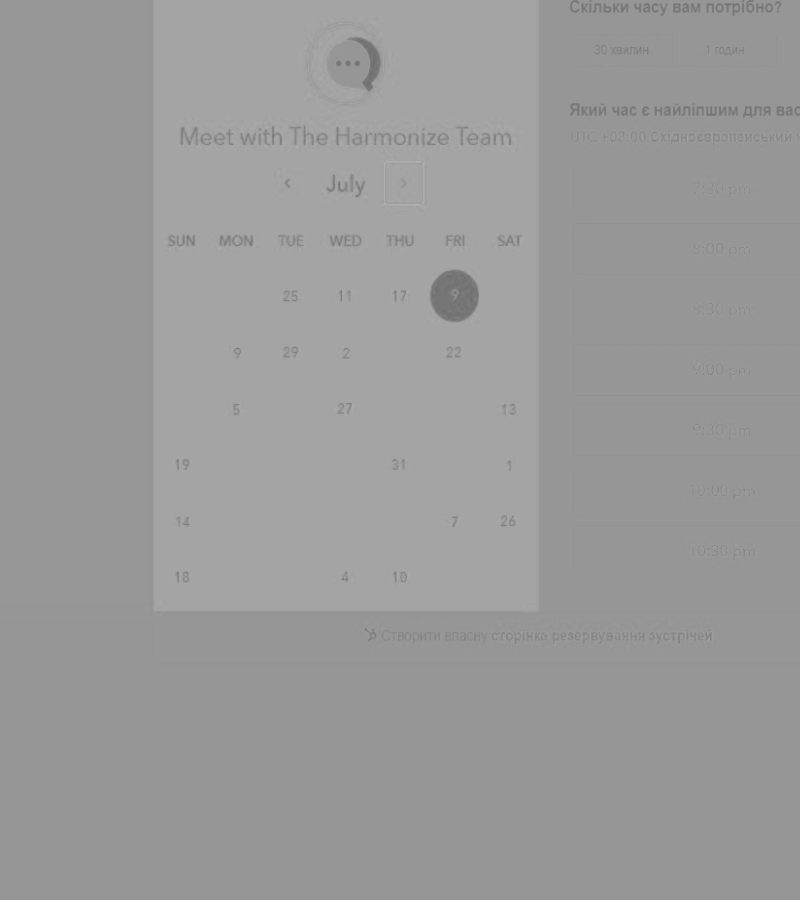 Скільки часу вам потрібно?
30 хвилин
1 годин
Meet with The Harmonize Team
‹ July ›
SUN MON TUE WED THU FRI SAT
25 11 17 9
9 29 2 22
5 27 13
19 31 1
14 7 26
18 4 10
Який час є найліпшим для вас
UTC +02:00 Східноєвропейський
7:30 pm
8:00 pm
8:30 pm
9:00 pm
9:30 pm
10:00 pm
10:30 pm
Створити власну сторінка резервування зустрічей